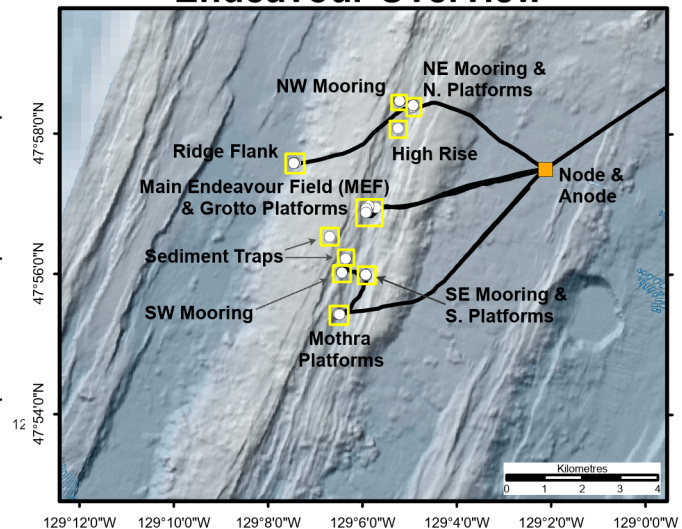 Endeavour Overview
NW Mooring
NE Mooring &
N. Platforms
47°58'0"N
Ridge Flank
High Rise
Node &
Anode
Main Endeavour Field (MEF)
& Grotto Platforms
Sediment Traps
47°56'0"N
SW Mooring
SE Mooring &
S. Platforms
Mothra
Platforms
47°54'0"N
12
Kilometres
0 1 2 3 4
129°12'0"W 129°10'0"W 129°8'0"W 129°6'0"W 129°4'0"W 129°2'0"W 129°0'0"W